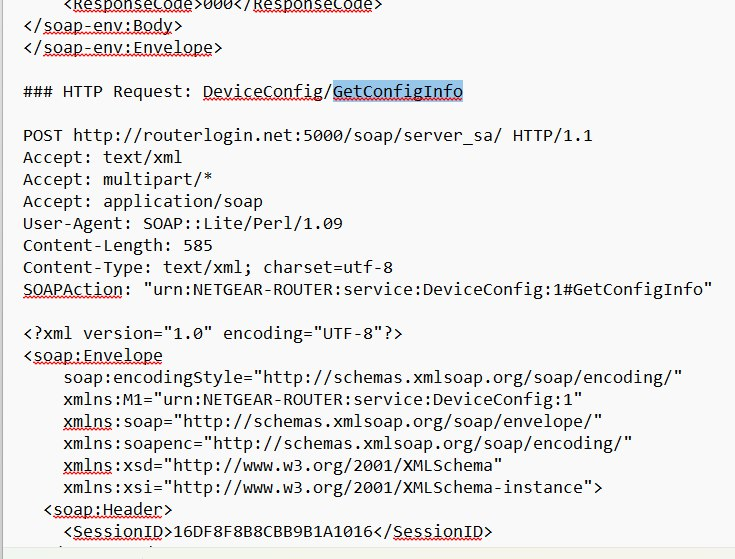 <ResponseCode>000</ResponseCode>
</soap-env:Body>
</soap-env:Envelope>
### HTTP Request: DeviceConfig/GetConfigInfo
POST http://routerlogin.net:5000/soap/server_sa/ HTTP/1.1
Accept: text/xml
Accept: multipart/*
Accept: application/soap
User-Agent: SOAP::Lite/Perl/1.09
Content-Length: 585
Content-Type: text/xml; charset=utf-8
SOAPAction: "urn:NETGEAR-ROUTER:service:DeviceConfig:1#GetConfigInfo"
<?xml version="1.0" encoding="UTF-8"?>
<soap:Envelope
soap:encodingStyle="http://schemas.xmlsoap.org/soap/encoding/"
xmlns:M1="urn:NETGEAR-ROUTER:service:DeviceConfig:1"
xmlns:soap="http://schemas.xmlsoap.org/soap/envelope/"
xmlns:soapenc="http://schemas.xmlsoap.org/soap/encoding/"
xmlns:xsd="http://www.w3.org/2001/XMLSchema"
xmlns:xsi="http://www.w3.org/2001/XMLSchema-instance">
<soap:Header>
<SessionID>16DF8F8B8CBB9B1A1016</SessionID>